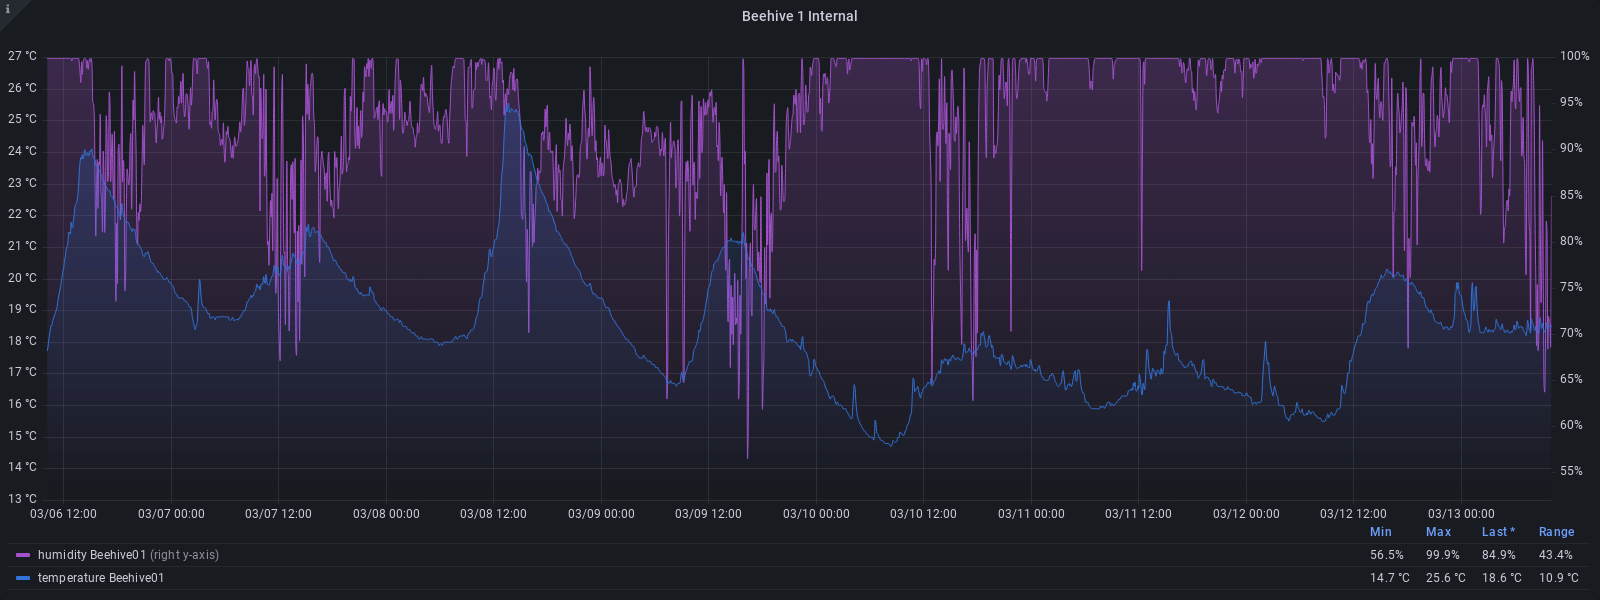 i
Beehive 1 Internal
27 °C 100%
26 °C 95%
25 °C 90%
24 °C 85%
23 °C 80%
22 °C 75%
21 °C 70%
20 °C 65%
19 °C 60%
18 °C 55%
17 °C
16 °C
15 °C
14 °C
13 °C
03/06 12:00 03/07 00:00 03/07 12:00 03/08 00:00 03/08 12:00 03/09 00:00 03/09 12:00 03/10 00:00 03/10 12:00 03/11 00:00 03/11 12:00 03/12 00:00 03/12 12:00 03/13 00:00
Min Max Last * Range
humidity Beehive01 (right y-axis) 56.5% 99.9% 84.9% 43.4%
temperature Beehive01 14.7 °C 25.6 °C 18.6 °C 10.9 °C